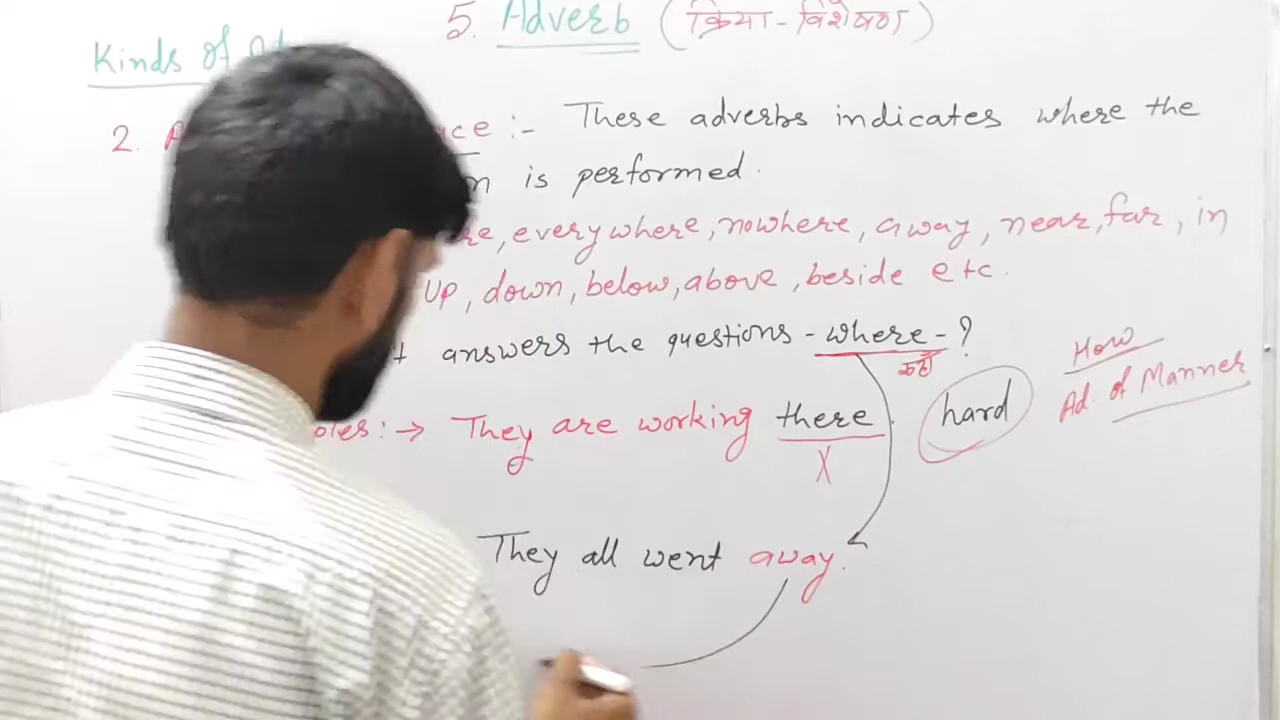 5. Adverb (क्रिया-विशेषण)
Kinds of
2. :- These adverbs indicates where the
is performed.
everywhere, nowhere, away, near, far, in
Up, down, below, above, beside etc.
answers the questions - where - ?
कहाँ
How
Ad. of Manner
→ They are working there hard
X
They all went away.